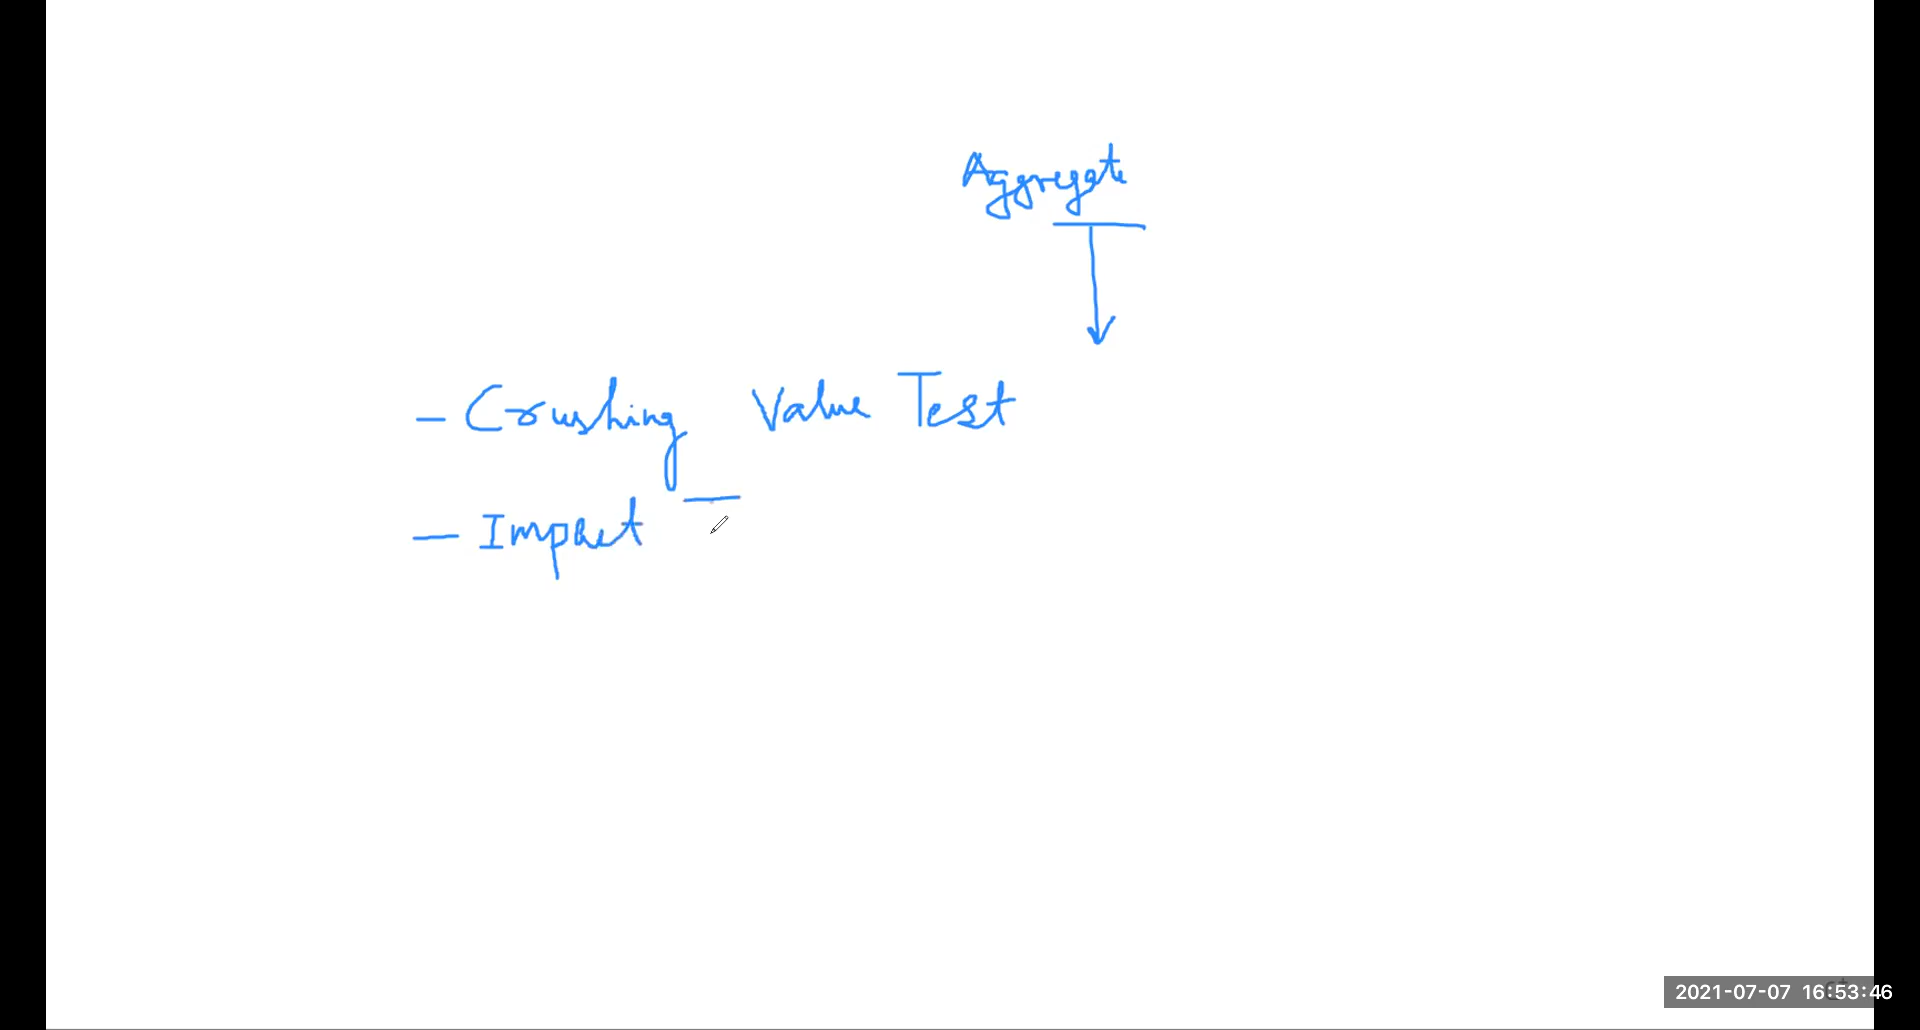 Aggregate
- Crushing Value Test
- Impact
2021-07-07 16:53:46